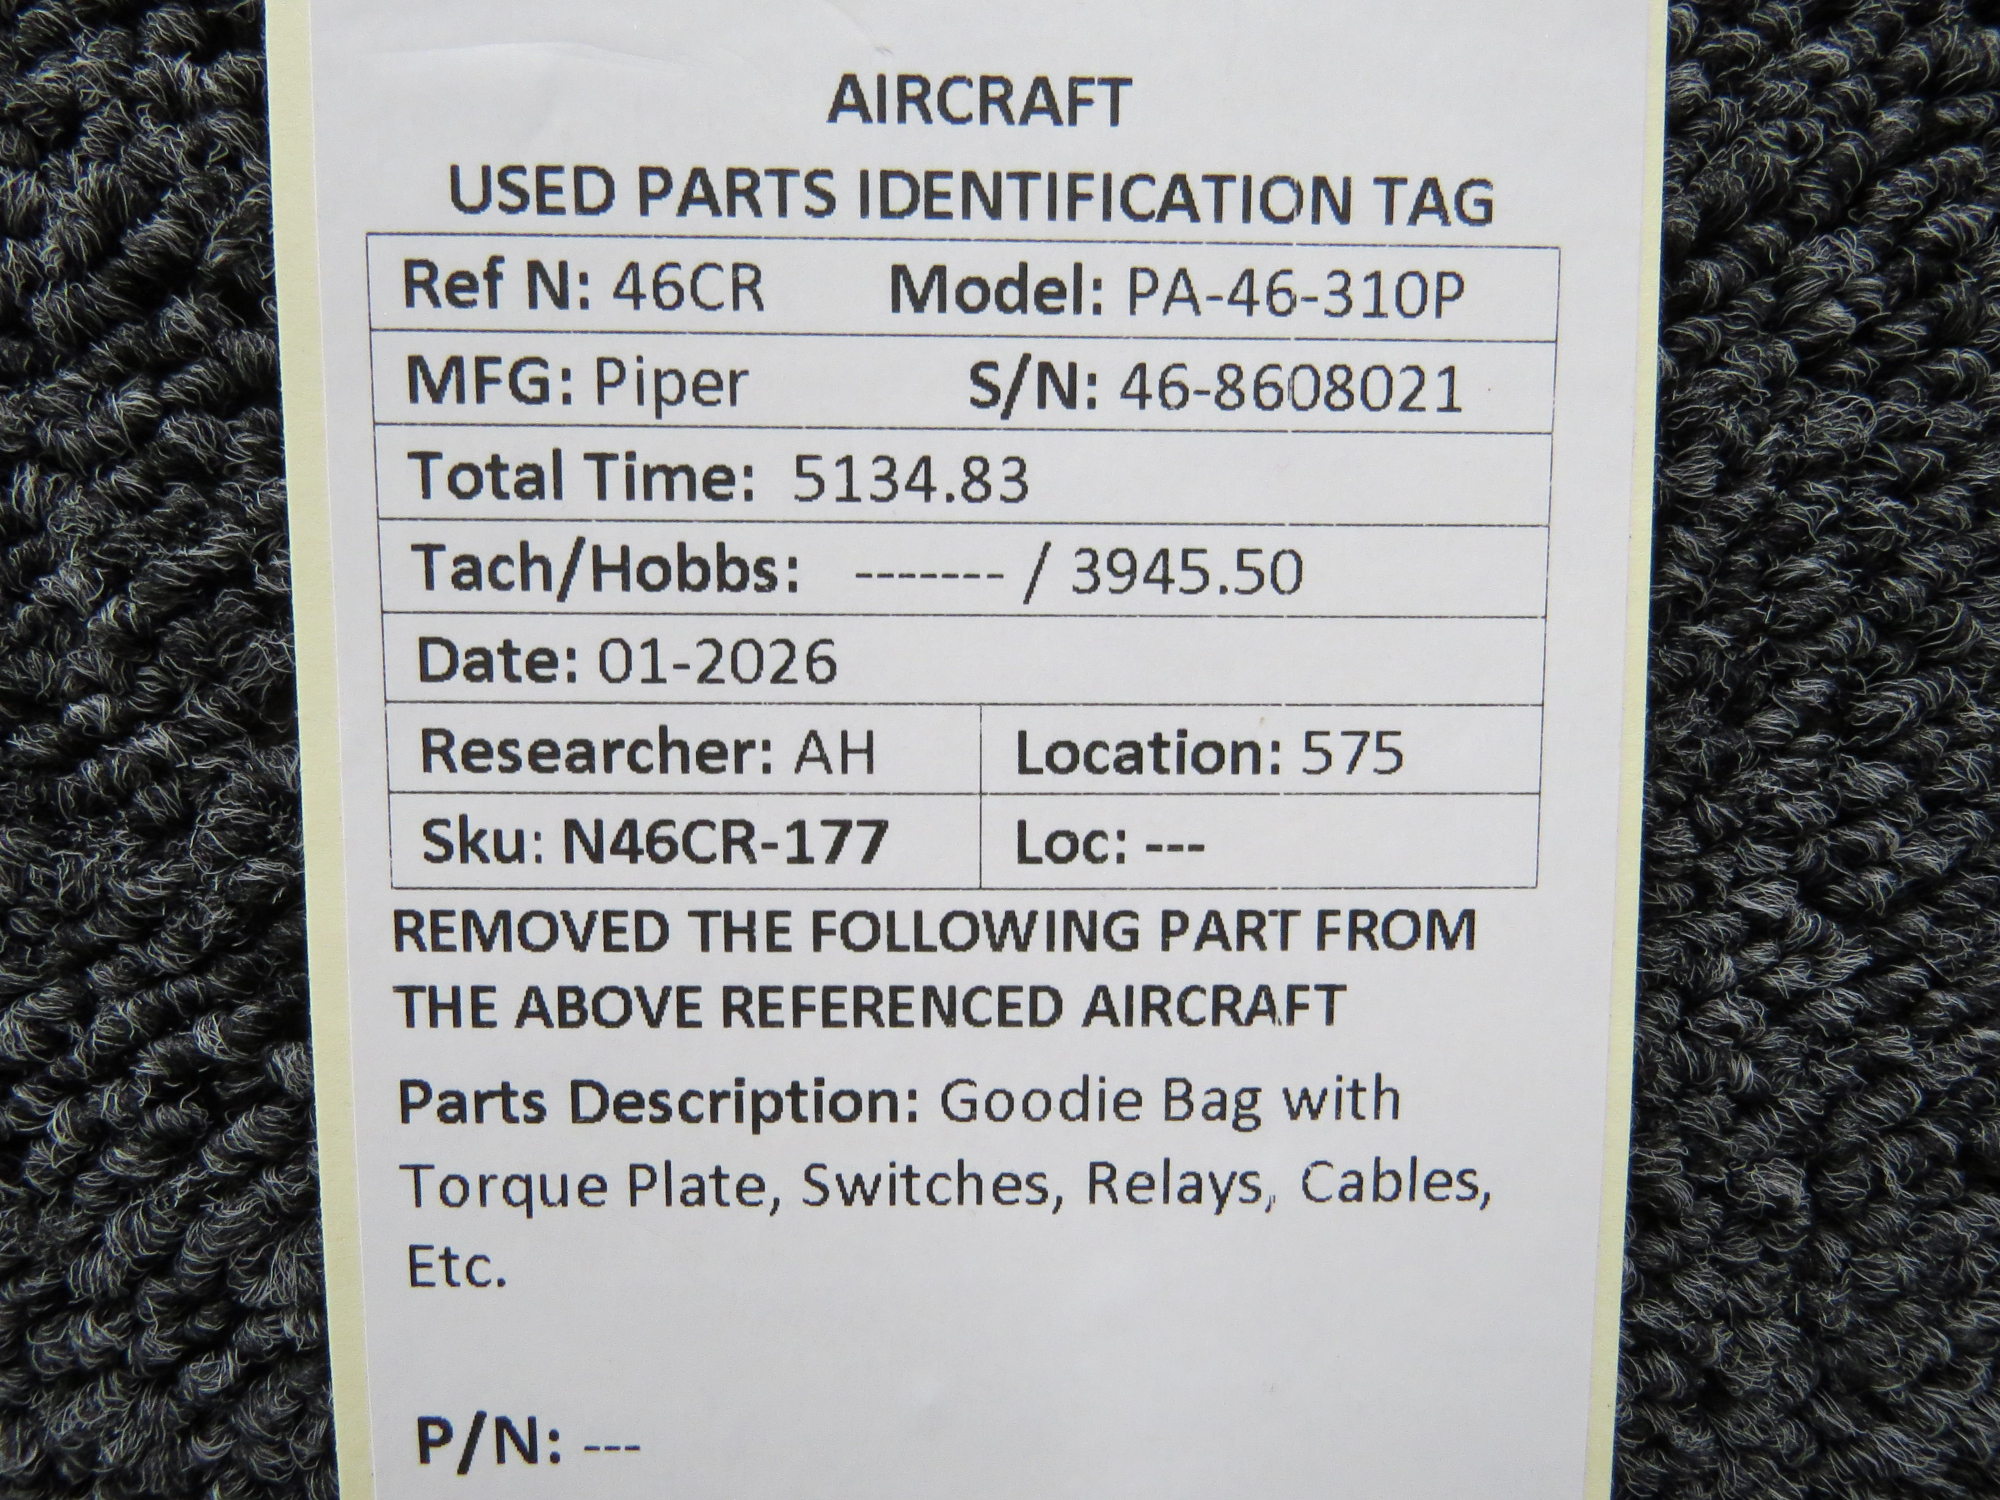 AIRCRAFT
USED PARTS IDENTIFICATION TAG
Ref N: 46CR Model: PA-46-310P
MFG: Piper S/N: 46-8608021
Total Time: 5134.83
Tach/Hobbs: ------- / 3945.50
Date: 01-2026
Researcher: AH Location: 575
Sku: N46CR-177 Loc: ---
REMOVED THE FOLLOWING PART FROM
THE ABOVE REFERENCED AIRCRAFT
Parts Description: Goodie Bag with
Torque Plate, Switches, Relays, Cables,
Etc.
P/N: ---